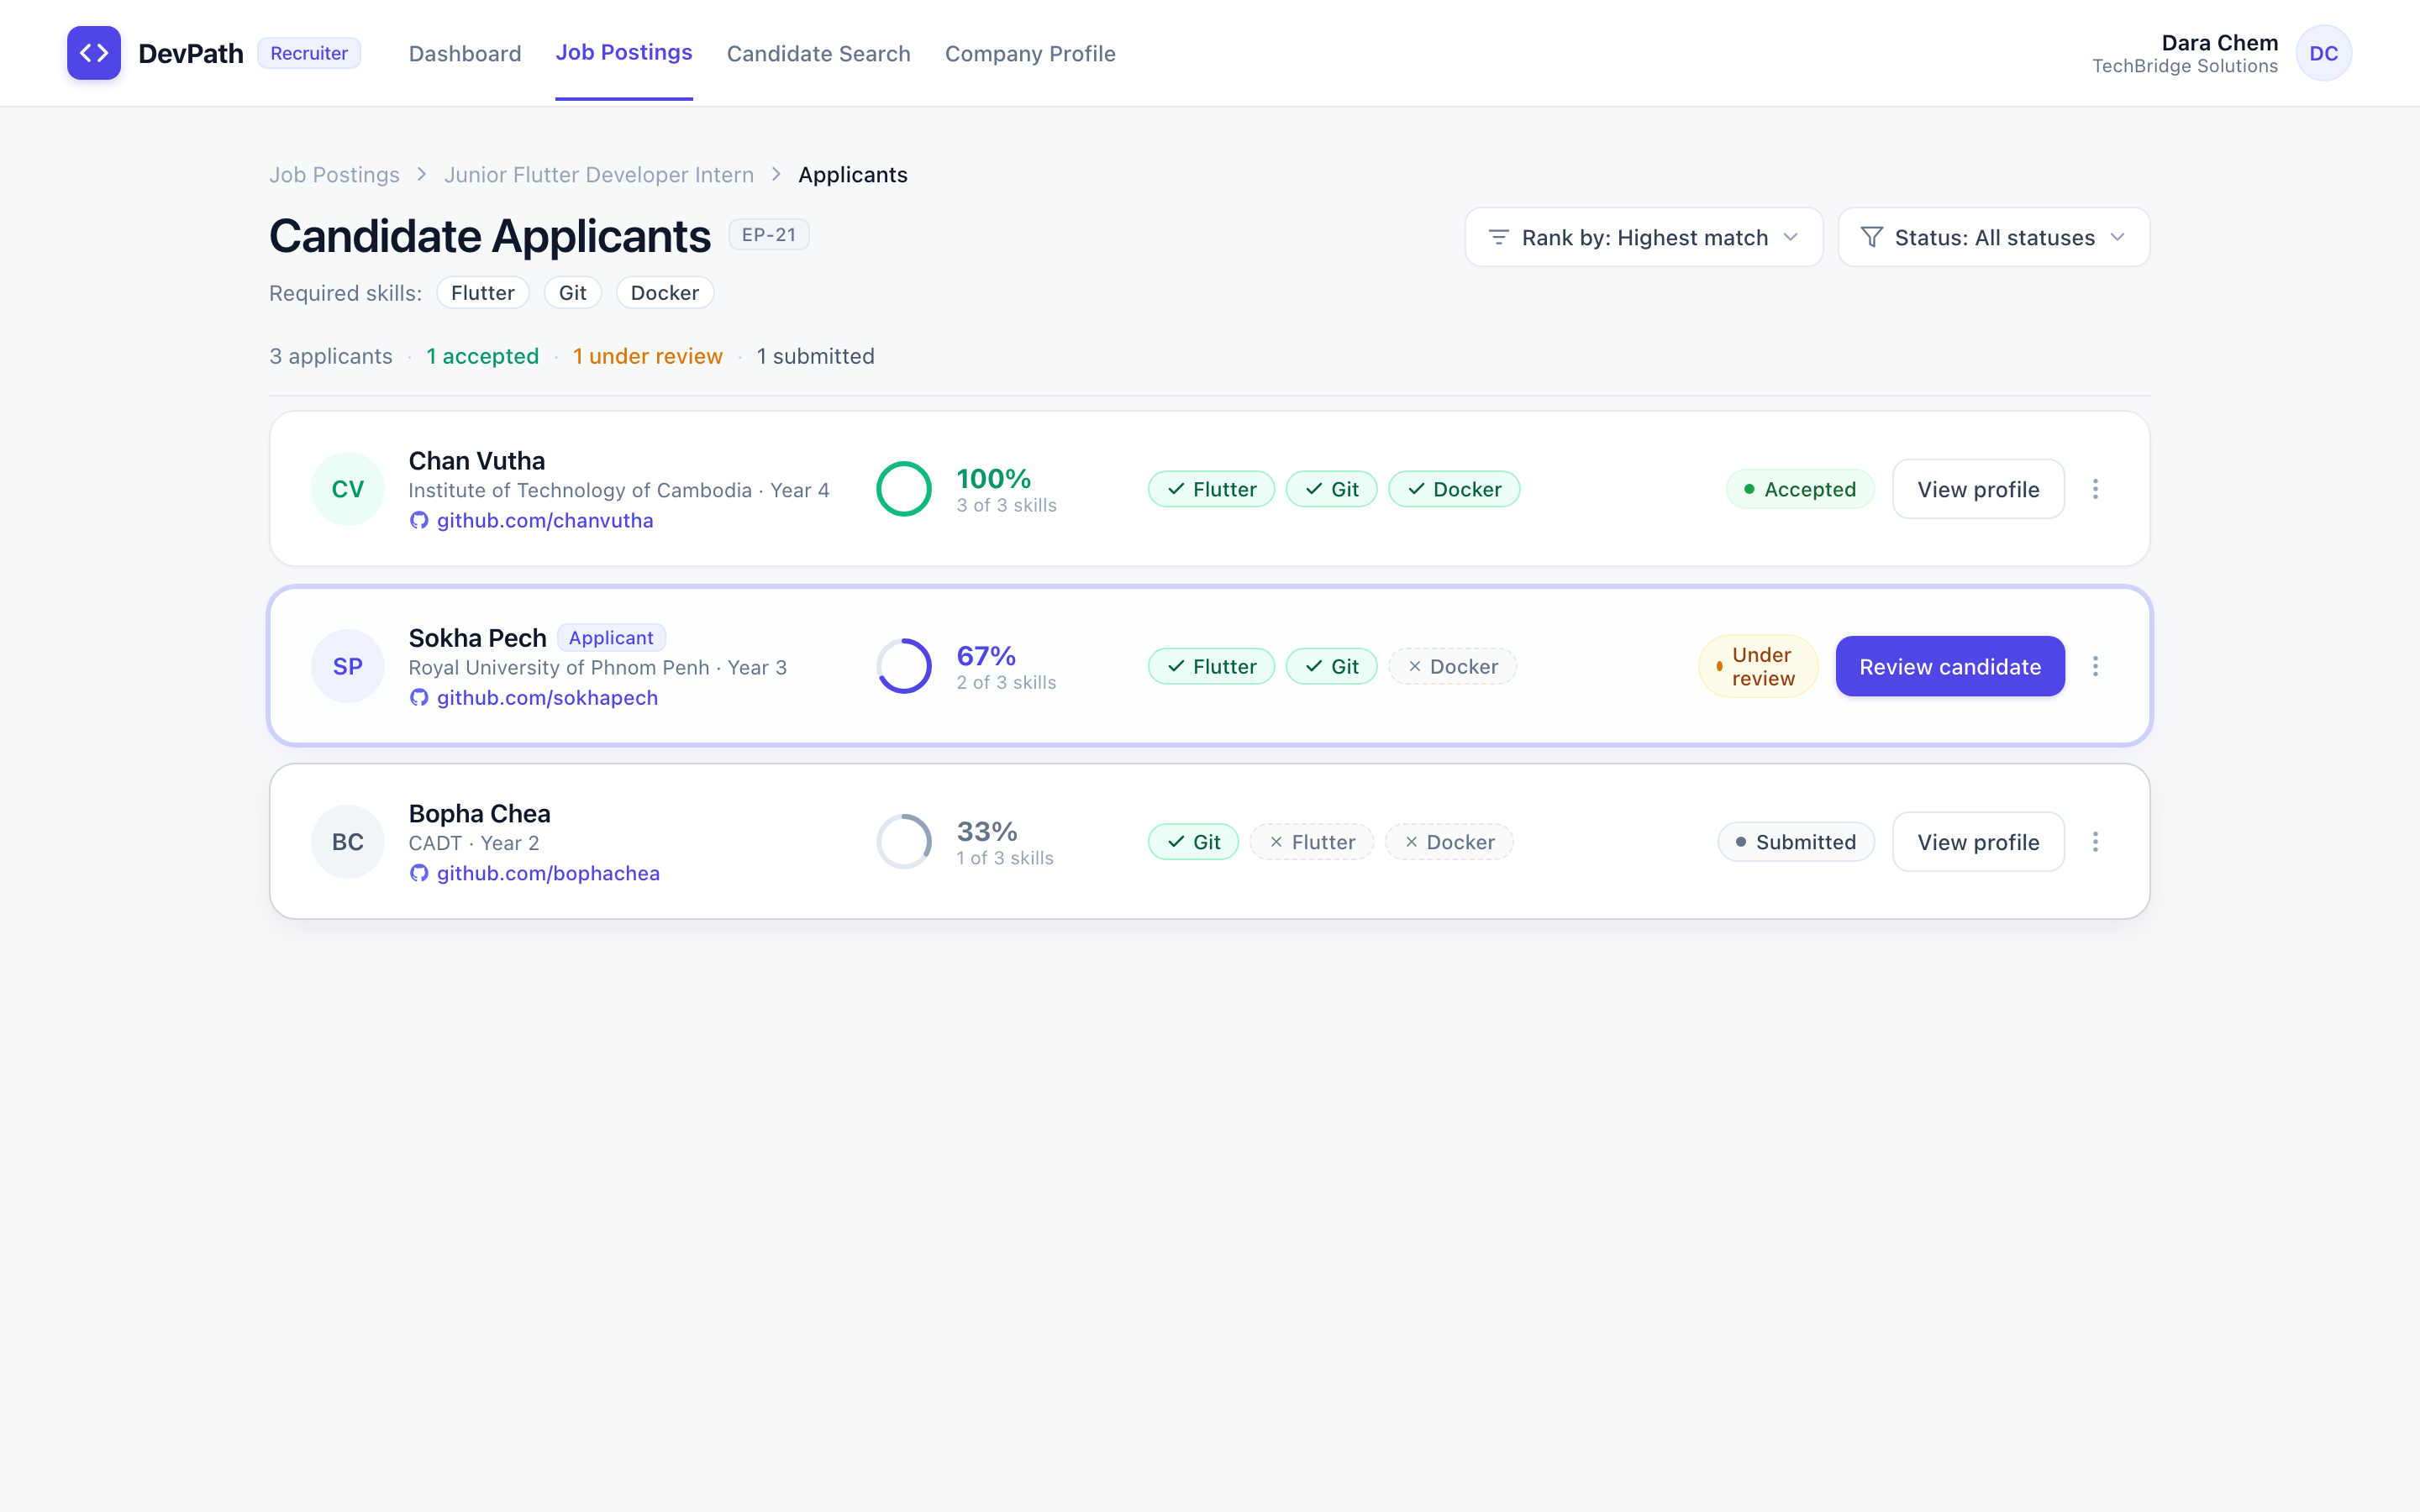 DevPath Recruiter Dashboard Job Postings Candidate Search Company Profile
Dara Chem
TechBridge Solutions
DC
Job Postings > Junior Flutter Developer Intern > Applicants
Candidate Applicants EP-21
Rank by: Highest match
Status: All statuses
Required skills: Flutter Git Docker
3 applicants · 1 accepted · 1 under review · 1 submitted
CV
Chan Vutha
Institute of Technology of Cambodia · Year 4
github.com/chanvutha
100%
3 of 3 skills
Flutter Git Docker
Accepted
View profile
SP
Sokha Pech Applicant
Royal University of Phnom Penh · Year 3
github.com/sokhapech
67%
2 of 3 skills
Flutter Git Docker
Under
review
Review candidate
BC
Bopha Chea
CADT · Year 2
github.com/bophachea
33%
1 of 3 skills
Git Flutter Docker
Submitted
View profile